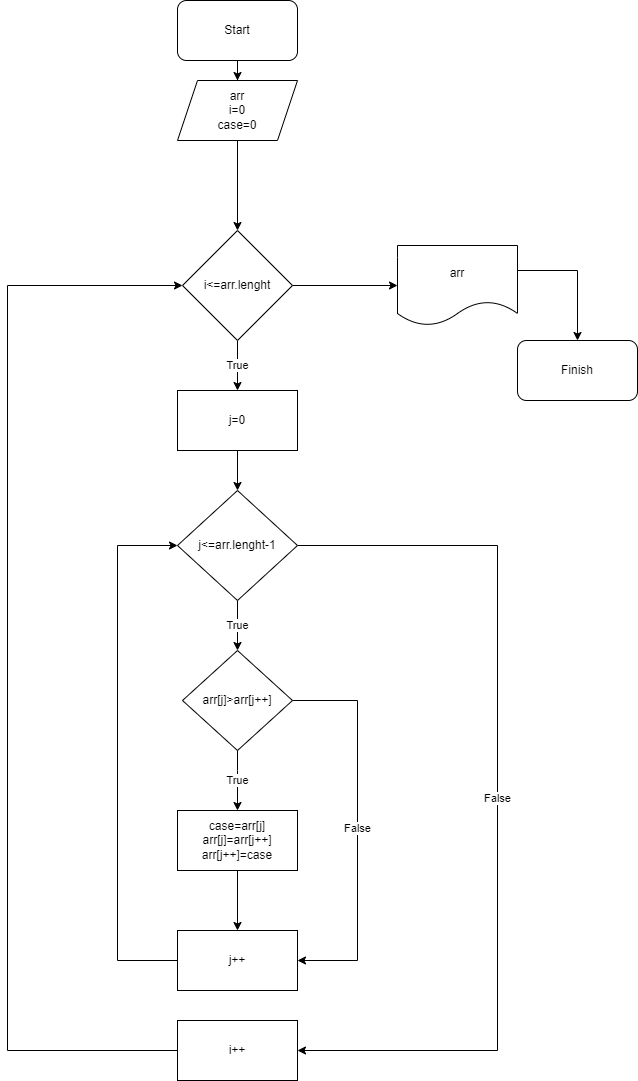 Start
arr
i=0
case=0
i<=arr.lenght
arr
Finish
True
j=0
j<=arr.lenght-1
True
arr[j]>arr[j++]
True
False
False
case=arr[j]
arr[j]=arr[j++]
arr[j++]=case
j++
i++